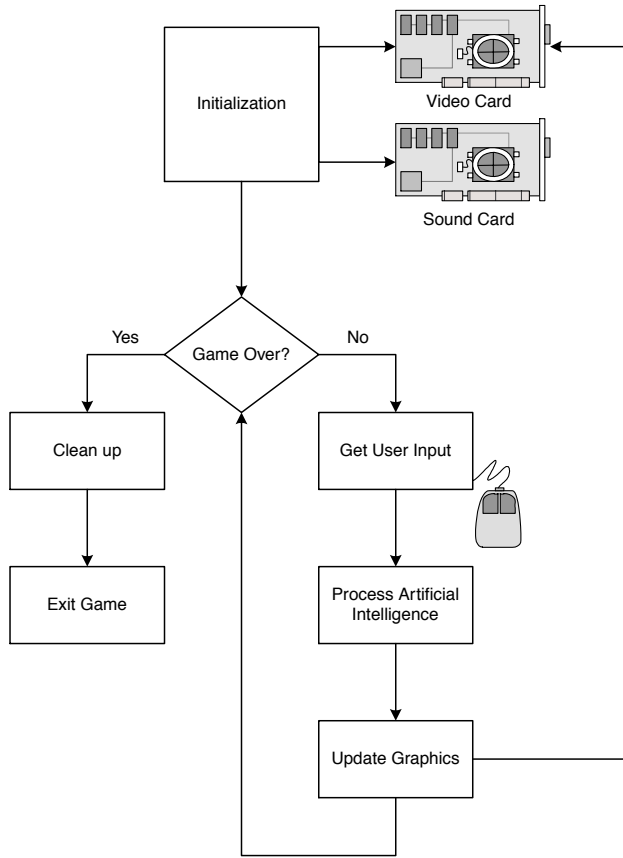 Initialization
Video Card
Sound Card
Yes
Game Over?
No
Clean up
Get User Input
Exit Game
Process Artificial
Intelligence
Update Graphics